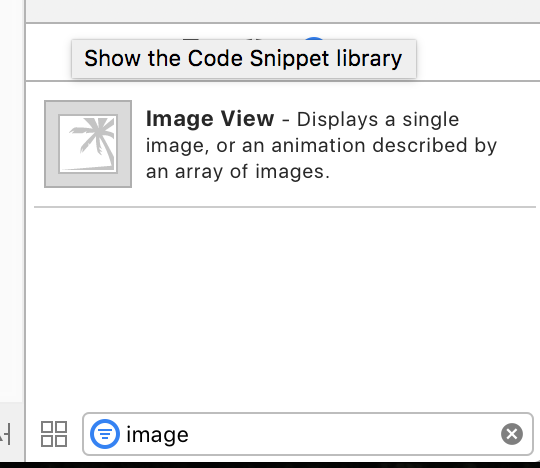 Show the Code Snippet library
Image View - Displays a single
image, or an animation described by
an array of images.
image